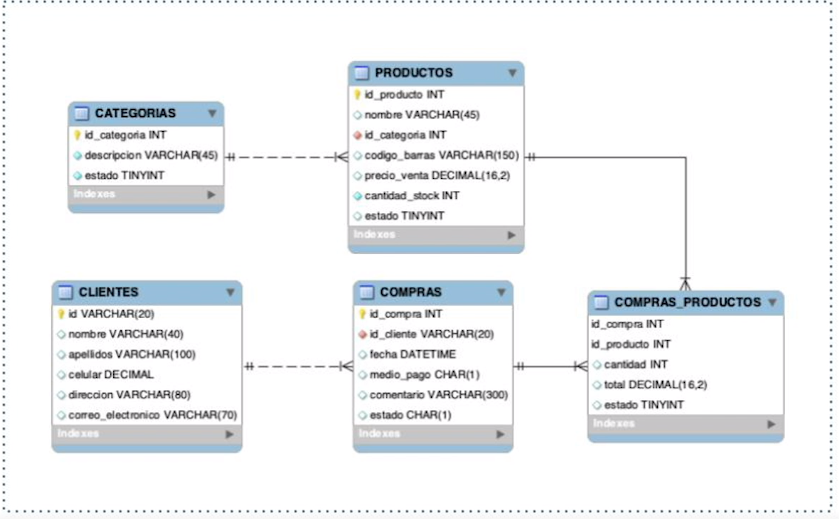 CATEGORIAS
id_categoria INT
descripcion VARCHAR(45)
estado TINYINT
Indexes
PRODUCTOS
id_producto INT
nombre VARCHAR(45)
id_categoria INT
codigo_barras VARCHAR(150)
precio_venta DECIMAL(16,2)
cantidad_stock INT
estado TINYINT
Indexes
CLIENTES
id VARCHAR(20)
nombre VARCHAR(40)
apellidos VARCHAR(100)
celular DECIMAL
direccion VARCHAR(80)
correo_electronico VARCHAR(70)
Indexes
COMPRAS
id_compra INT
id_cliente VARCHAR(20)
fecha DATETIME
medio_pago CHAR(1)
comentario VARCHAR(300)
estado CHAR(1)
Indexes
COMPRAS_PRODUCTOS
id_compra INT
id_producto INT
cantidad INT
total DECIMAL(16,2)
estado TINYINT
Indexes